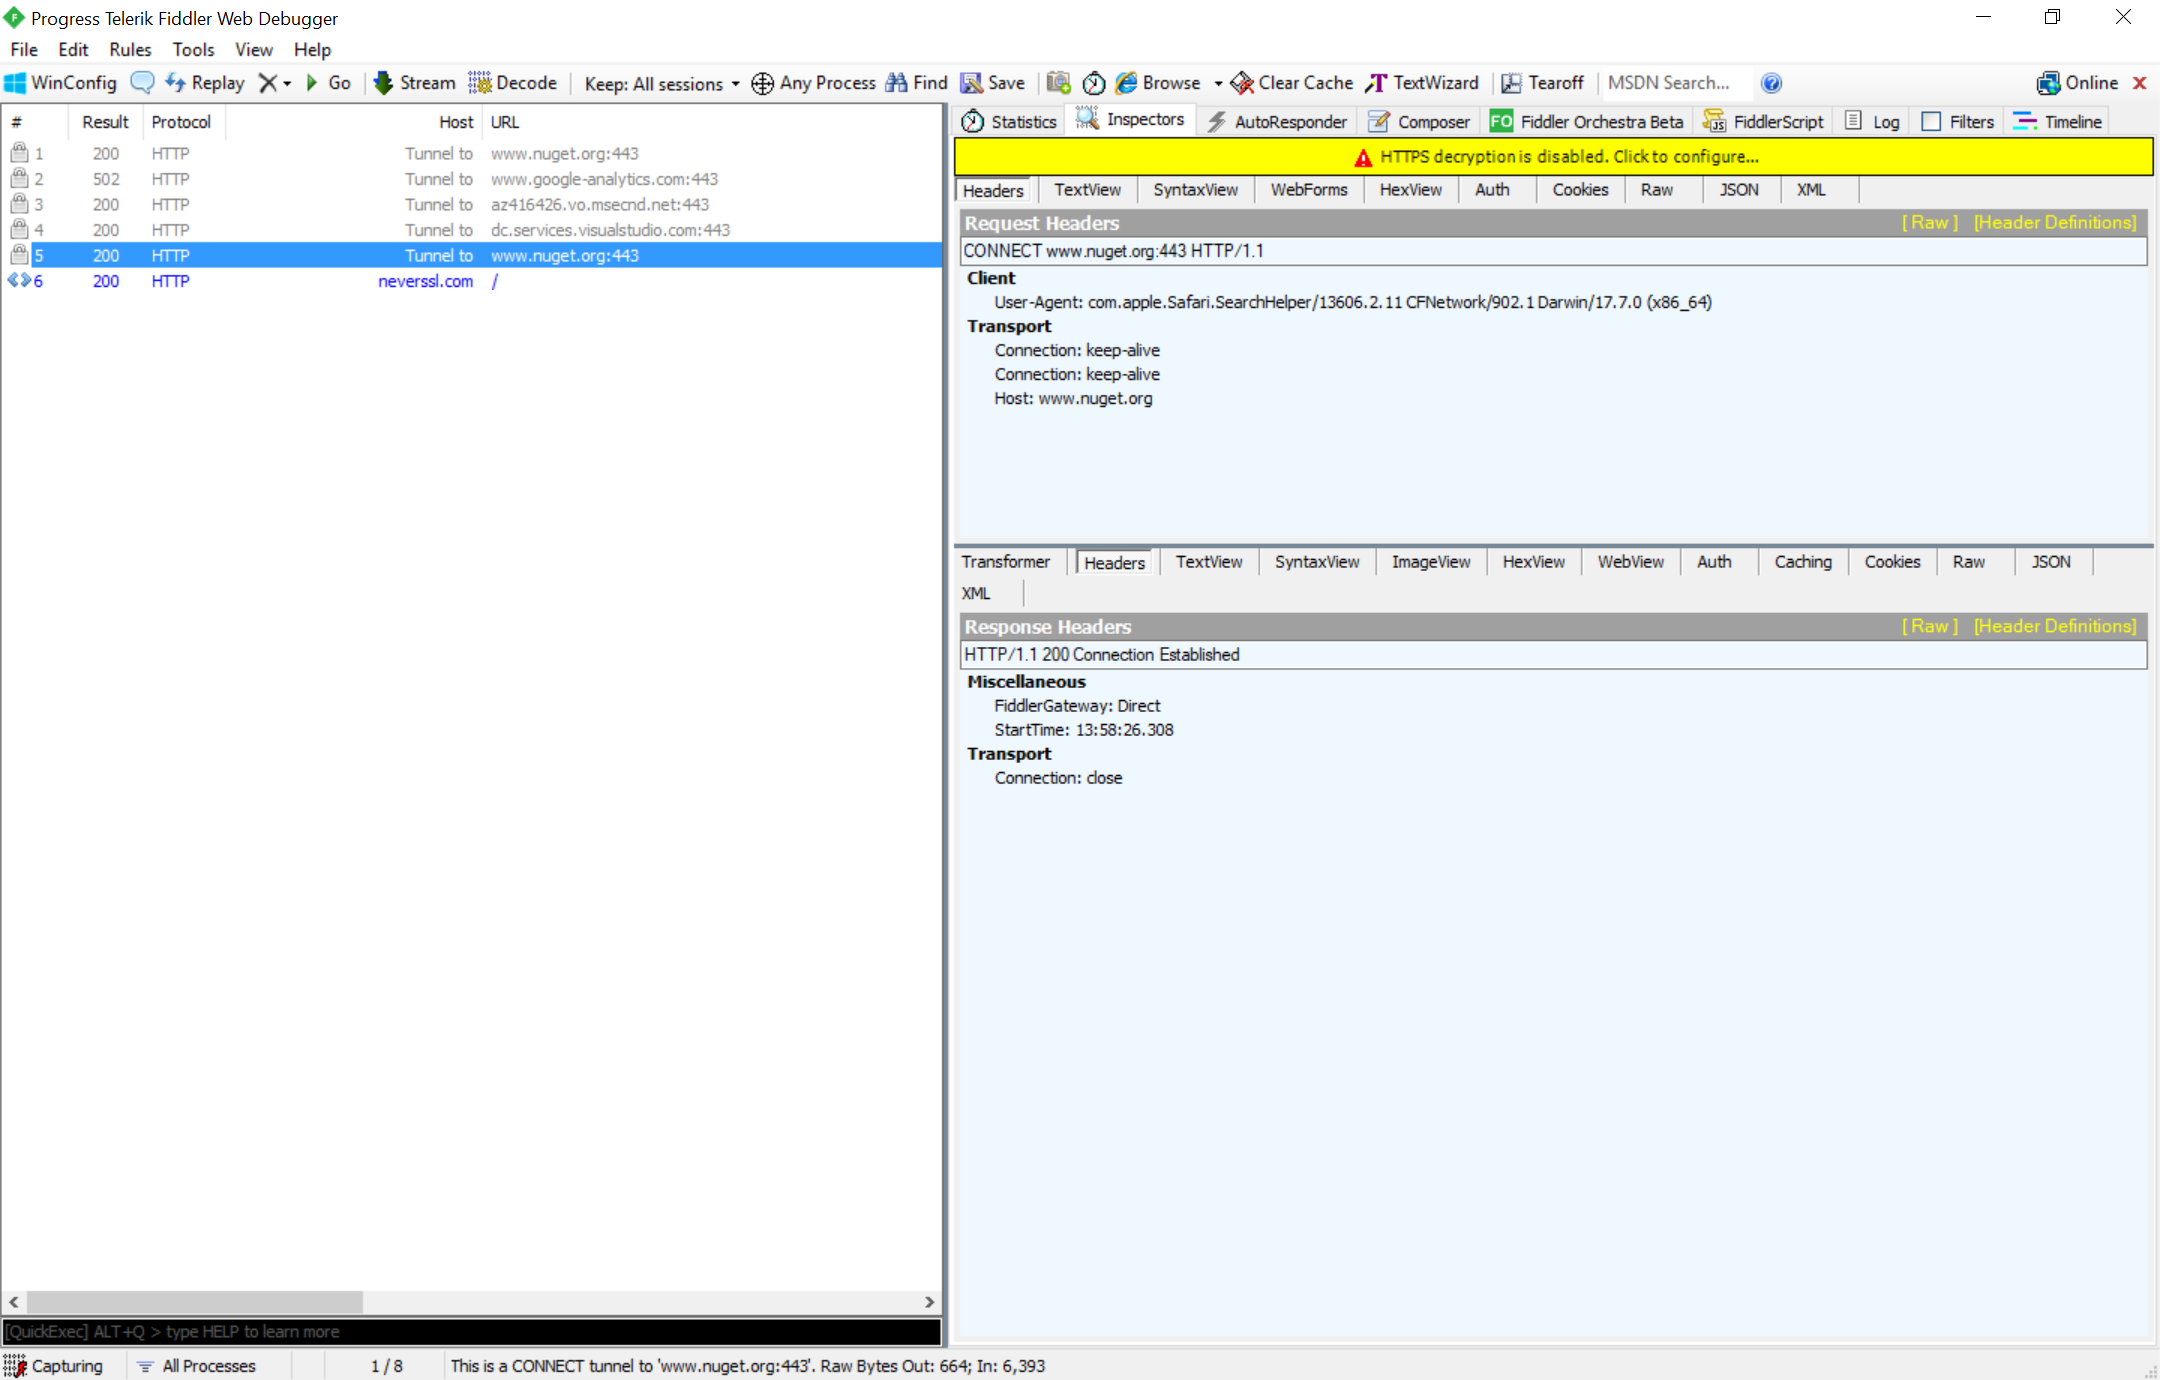 Progress Telerik Fiddler Web Debugger
File Edit Rules Tools View Help
WinConfig Replay Go Stream Decode Keep: All sessions Any Process Find Save Browse Clear Cache TextWizard Tearoff MSDN Search... Online
# Result Protocol Host URL
1 200 HTTP Tunnel to www.nuget.org:443
2 502 HTTP Tunnel to www.google-analytics.com:443
3 200 HTTP Tunnel to az416426.vo.msecnd.net:443
4 200 HTTP Tunnel to dc.services.visualstudio.com:443
5 200 HTTP Tunnel to www.nuget.org:443
6 200 HTTP neverssl.com /
[QuickExec] ALT+Q > type HELP to learn more
Statistics Inspectors AutoResponder Composer FO Fiddler Orchestra Beta FiddlerScript Log Filters Timeline
HTTPS decryption is disabled. Click to configure...
Headers TextView SyntaxView WebForms HexView Auth Cookies Raw JSON XML
Request Headers [ Raw ] [Header Definitions]
CONNECT www.nuget.org:443 HTTP/1.1
Client
User-Agent: com.apple.Safari.SearchHelper/13606.2.11 CFNetwork/902.1 Darwin/17.7.0 (x86_64)
Transport
Connection: keep-alive
Connection: keep-alive
Host: www.nuget.org
Transformer Headers TextView SyntaxView ImageView HexView WebView Auth Caching Cookies Raw JSON
XML
Response Headers [ Raw ] [Header Definitions]
HTTP/1.1 200 Connection Established
Miscellaneous
FiddlerGateway: Direct
StartTime: 13:58:26.308
Transport
Connection: close
Capturing All Processes 1 / 8 This is a CONNECT tunnel to 'www.nuget.org:443'. Raw Bytes Out: 664; In: 6,393